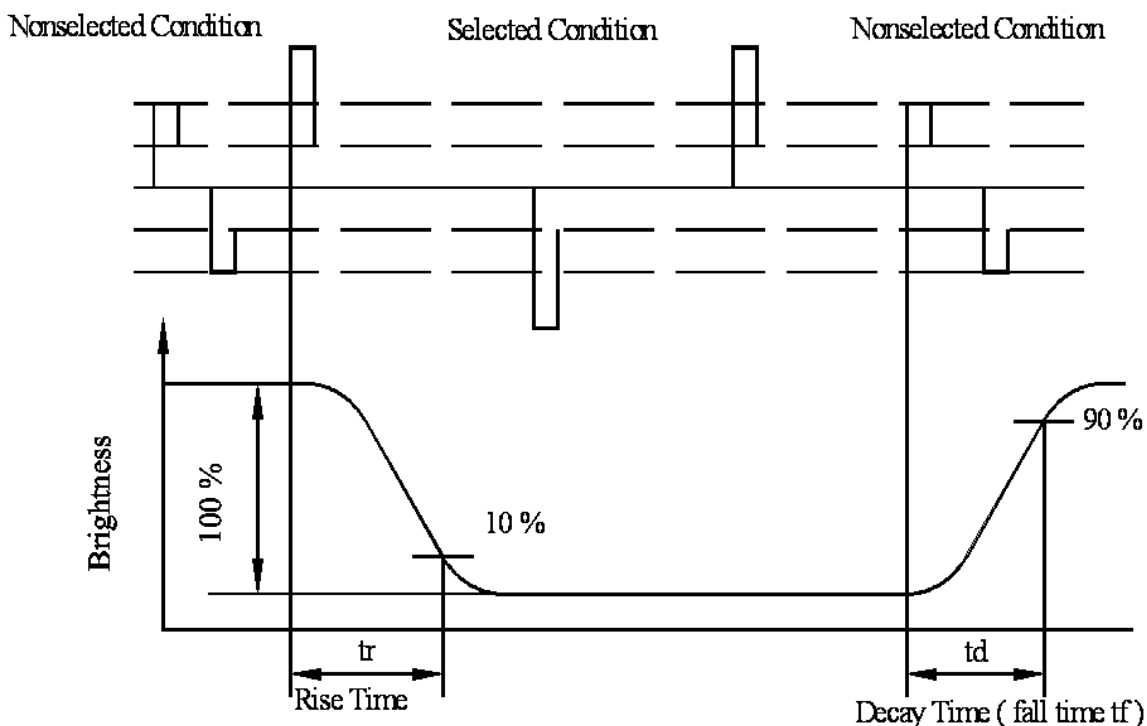 Nonselected Condition
Selected Condition
Nonselected Condition
Brightness
100 %
10 %
90 %
tr
Rise Time
td
Decay Time ( fall time tf )